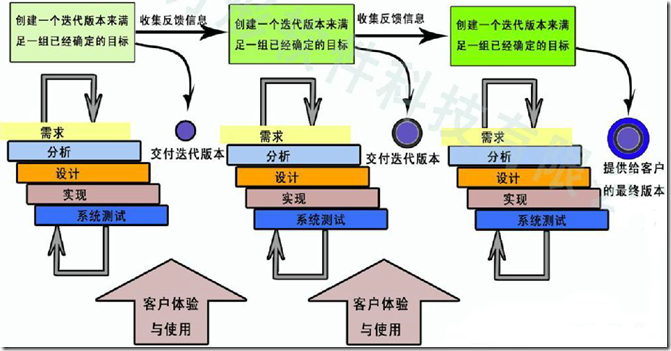 创建一个迭代版本来满
足一组已经确定的目标
收集反馈信息
创建一个迭代版本来满
足一组已经确定的目标
收集反馈信息
创建一个迭代版本来满
足一组已经确定的目标
需求
分析
设计
实现
系统测试
交付迭代版本
需求
分析
设计
实现
系统测试
交付迭代版本
需求
分析
设计
实现
系统测试
提供给客户
的最终版本
客户体验
与使用
客户体验
与使用